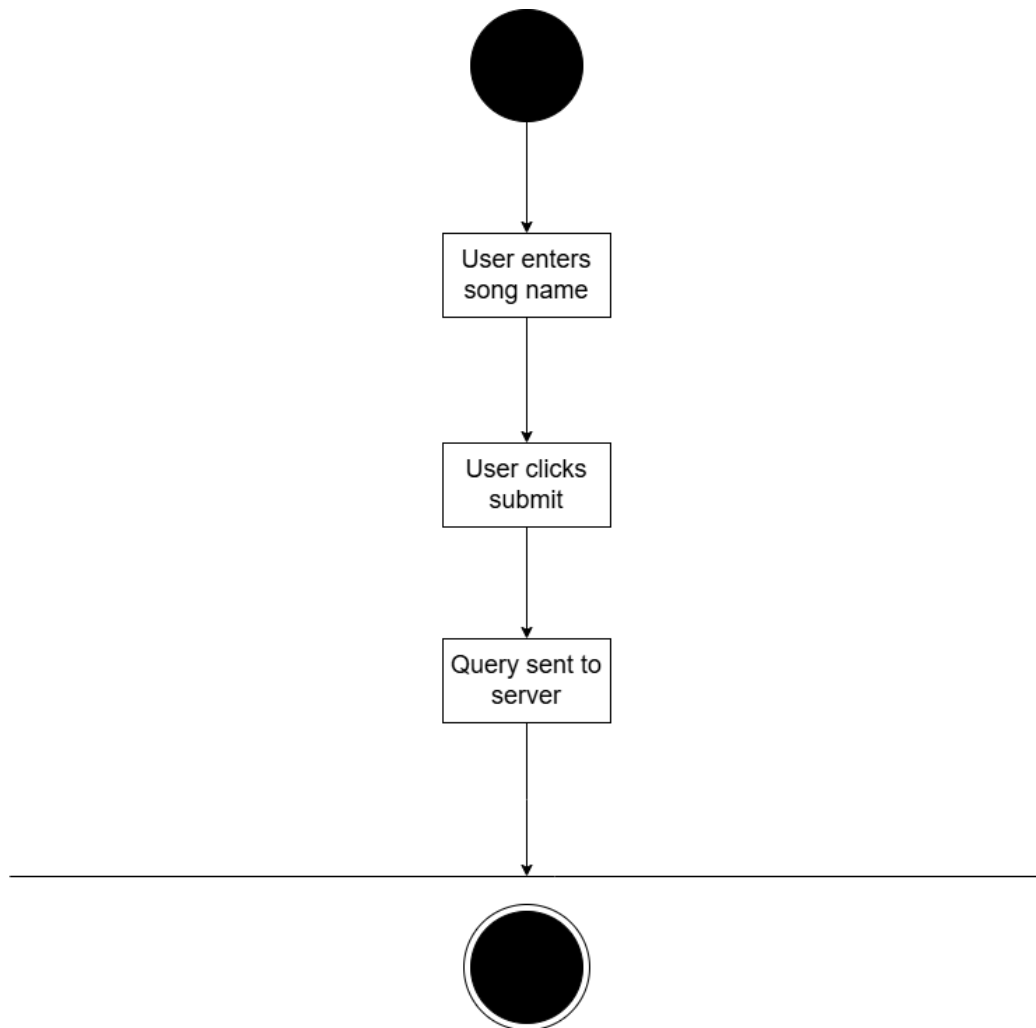 User enters
song name
User clicks
submit
Query sent to
server